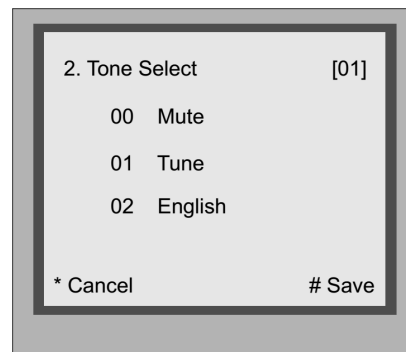 2. Tone Select [01]
00 Mute
01 Tune
02 English
* Cancel # Save